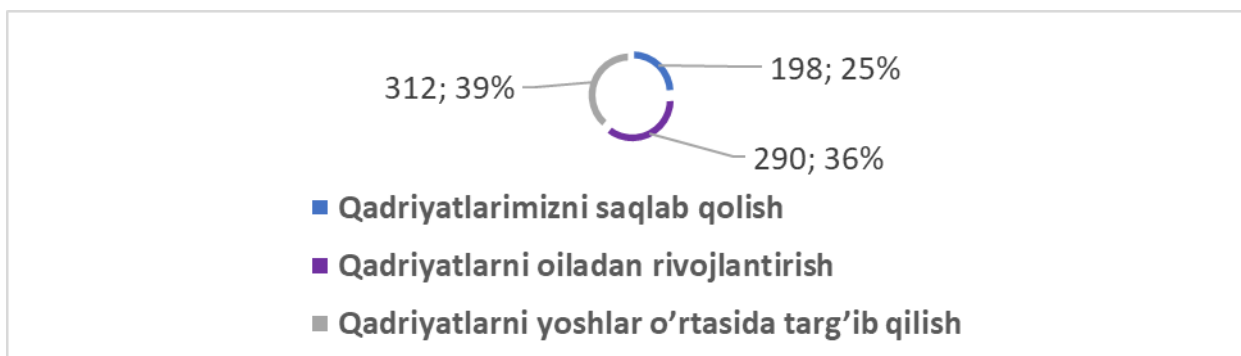 198; 25%
312; 39%
290; 36%
Qadriyatlarimizni saqlab qolish
Qadriyatlarni oiladan rivojlantirish
Qadriyatlarni yoshlar o’rtasida targ’ib qilish